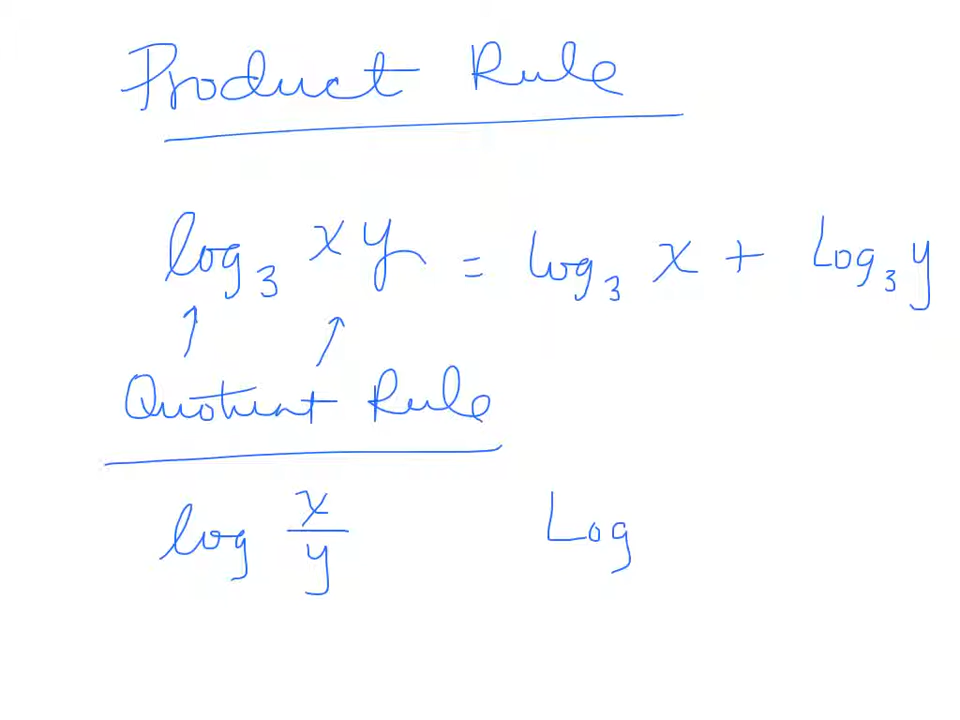 Product Rule
log₃ xy = log₃ x + Log₃ y
↑ ↑
Quotient Rule
log x/y Log